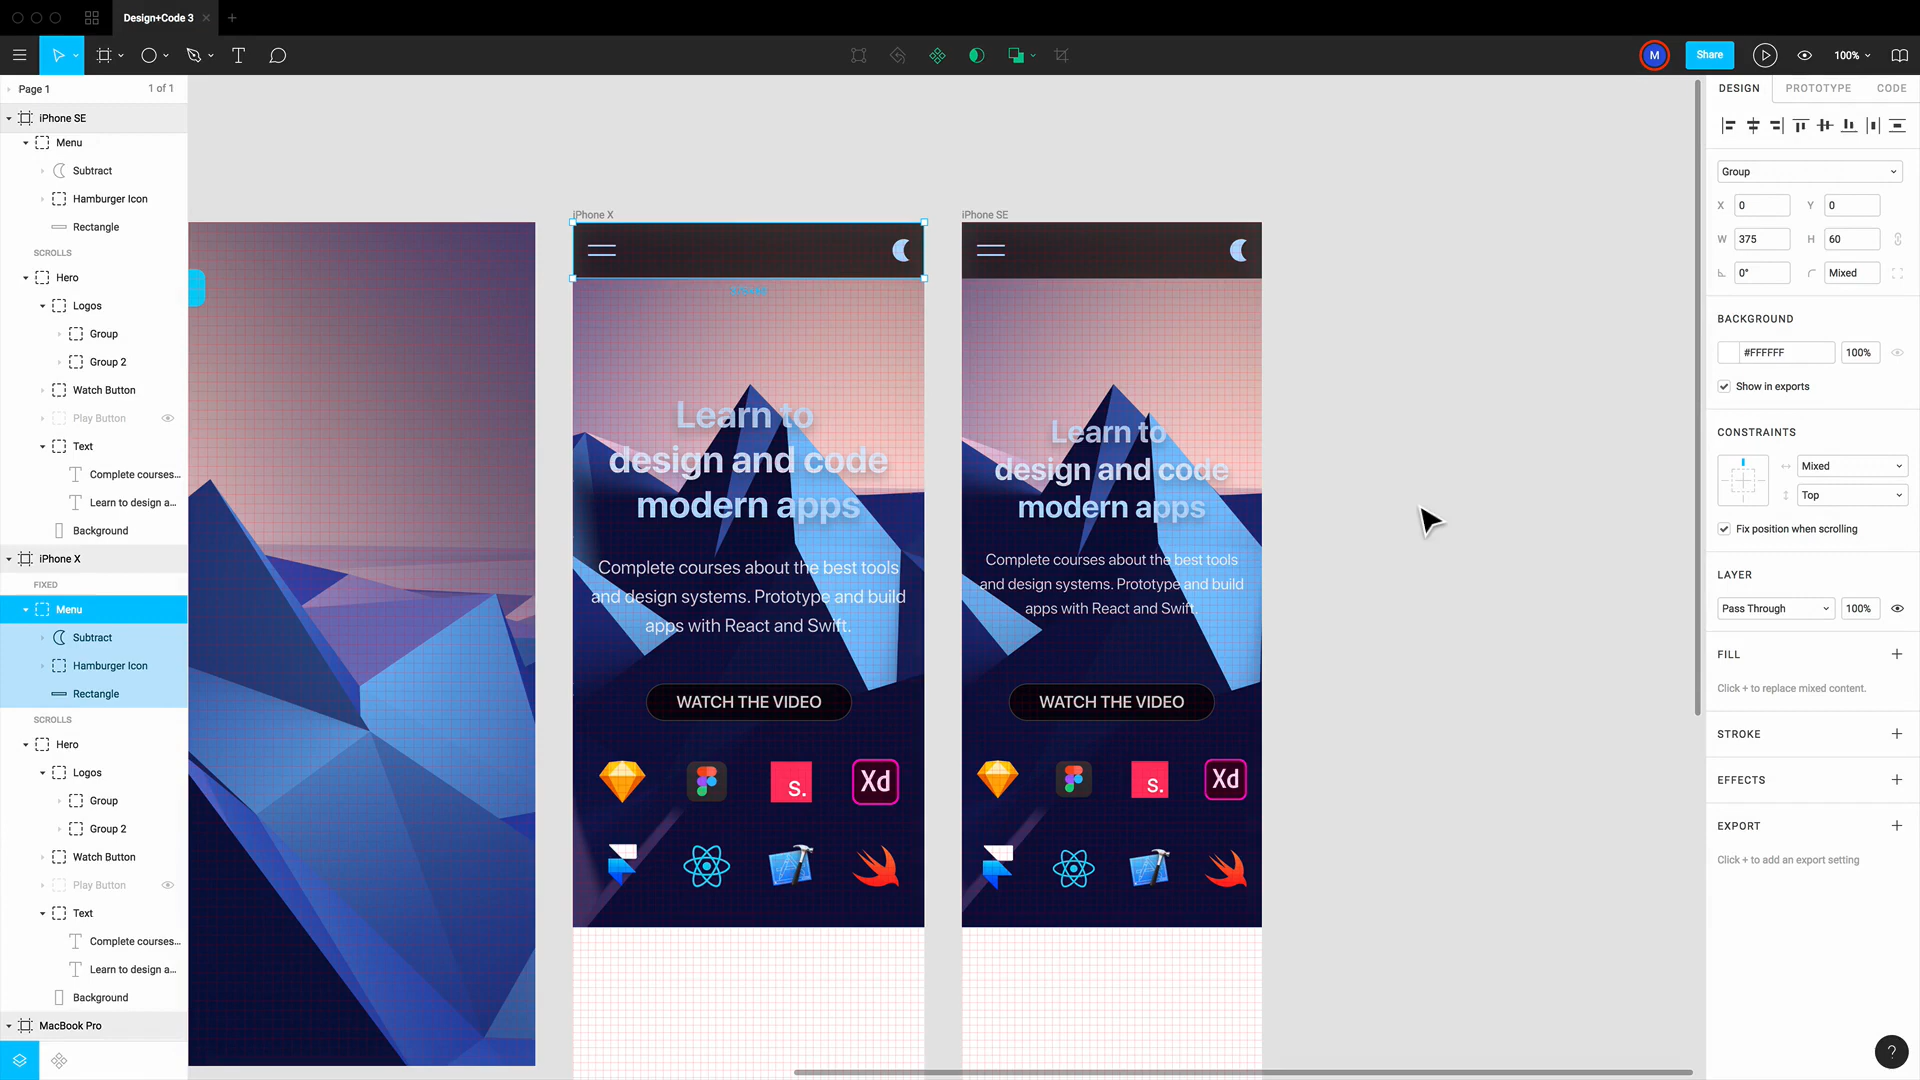 Design+Code 3
M
Share
100%
Page 1
1 of 1
iPhone SE
Menu
Subtract
Hamburger Icon
Rectangle
SCROLLS
Hero
Logos
Group
Group 2
Watch Button
Play Button
Text
Complete courses...
Learn to design a...
Background
iPhone X
FIXED
Menu
Subtract
Hamburger Icon
Rectangle
SCROLLS
Hero
Logos
Group
Group 2
Watch Button
Play Button
Text
Complete courses...
Learn to design a...
Background
MacBook Pro
iPhone X
Learn to
design and code
modern apps
Complete courses about the best tools
and design systems. Prototype and build
apps with React and Swift.
WATCH THE VIDEO
s.
Xd
iPhone SE
Learn to
design and code
modern apps
Complete courses about the best tools
and design systems. Prototype and build
apps with React and Swift.
WATCH THE VIDEO
s.
Xd
DESIGN
PROTOTYPE
CODE
Group
X 0
Y 0
W 375
H 60
0°
Mixed
BACKGROUND
#FFFFFF
100%
Show in exports
CONSTRAINTS
Mixed
Top
Fix position when scrolling
LAYER
Pass Through
100%
FILL
Click + to replace mixed content.
STROKE
EFFECTS
EXPORT
Click + to add an export setting
?